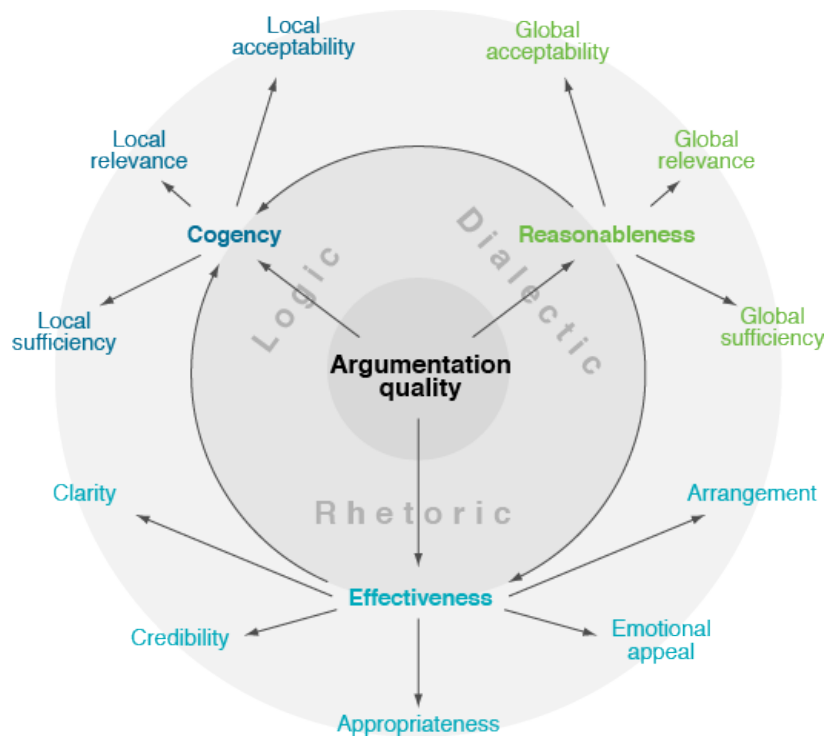 Local
acceptability
Global
acceptability
Local
relevance
Global
relevance
Cogency
Reasonableness
Logic
Dialectic
Local
sufficiency
Global
sufficiency
Argumentation
quality
Clarity
Arrangement
Rhetoric
Effectiveness
Credibility
Emotional
appeal
Appropriateness